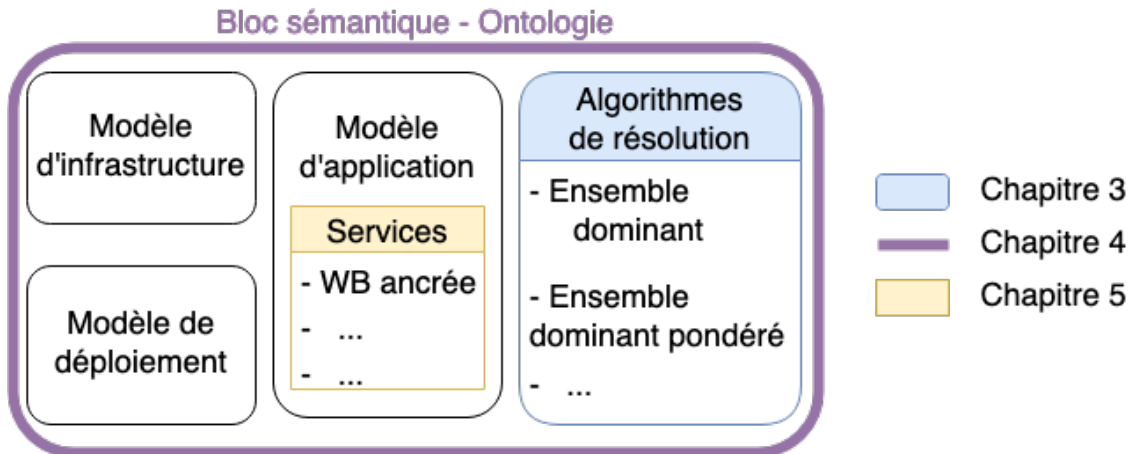 Bloc sémantique - Ontologie
Modèle
d'infrastructure
Modèle de
déploiement
Modèle
d'application
Services
- WB ancrée
- ...
- ...
Algorithmes
de résolution
- Ensemble
dominant
- Ensemble
dominant pondéré
- ...
Chapitre 3
Chapitre 4
Chapitre 5